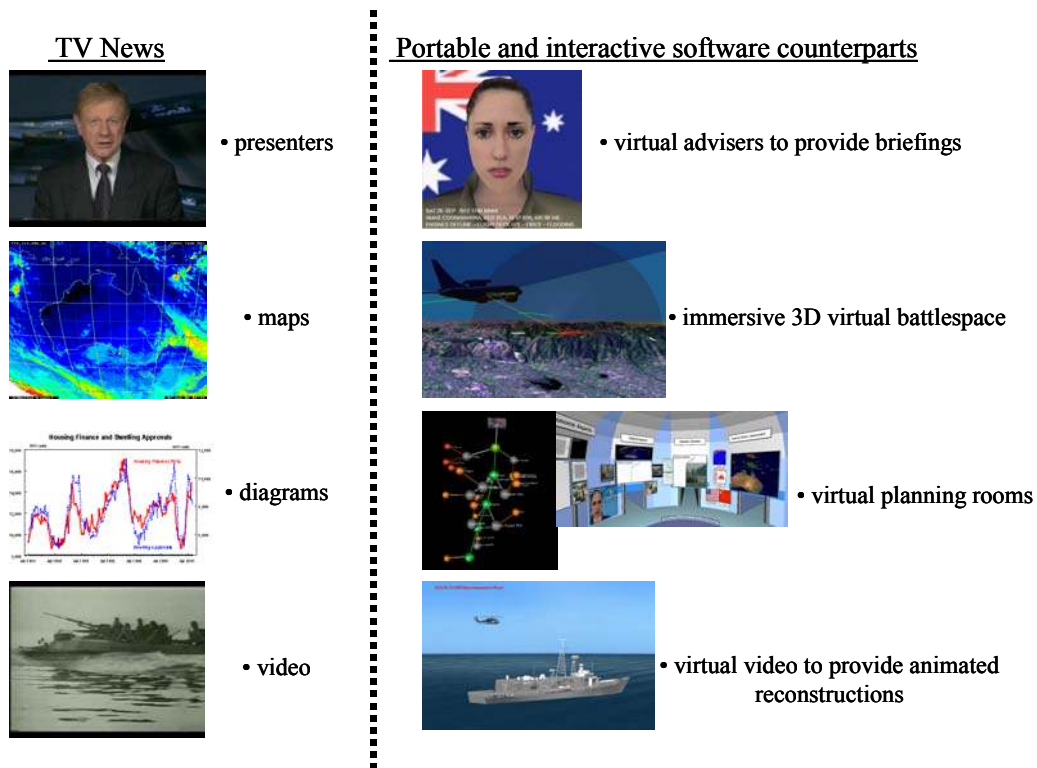 TV News
Portable and interactive software counterparts
• presenters
• virtual advisers to provide briefings
• maps
• immersive 3D virtual battlespace
Housing Finance and Dwelling Approvals
• diagrams
• virtual planning rooms
• video
• virtual video to provide animated
reconstructions